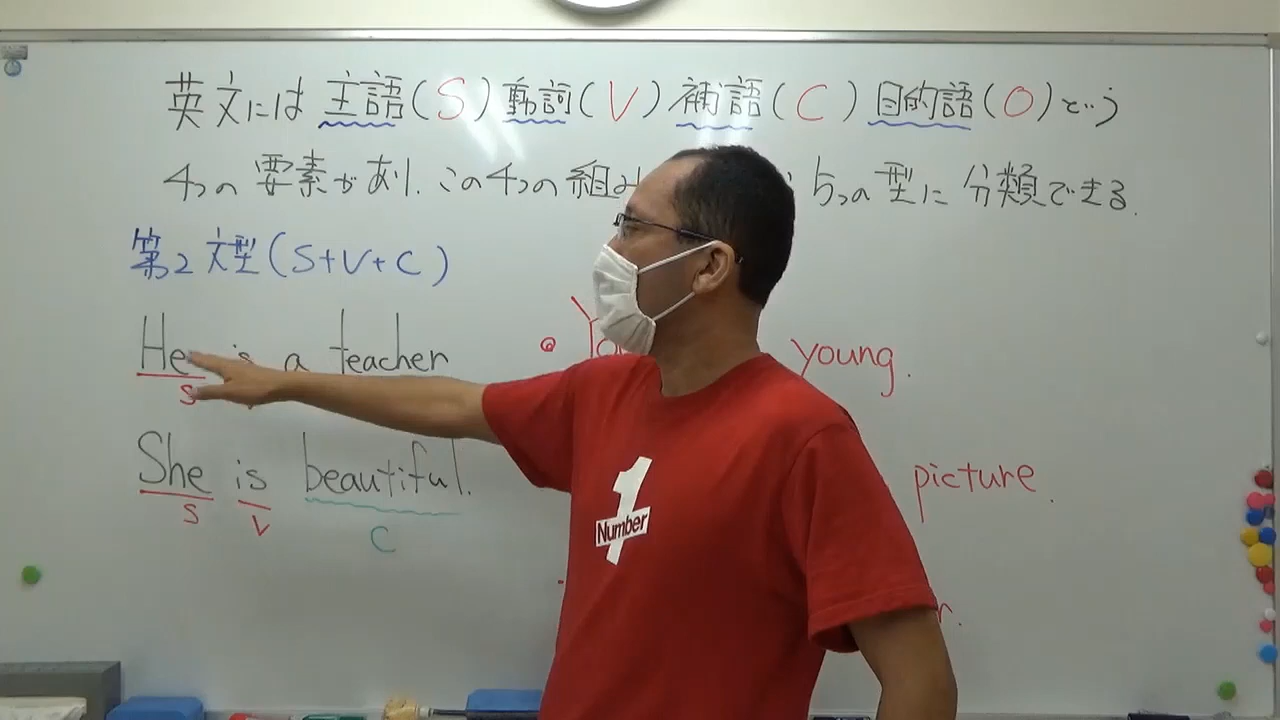 英文には 主語(S) 動詞(V) 補語(C) 目的語(O)という
4つの 要素があり、この4つの組み 5つの型に 分類できる.
第2文型(S+V+C)
He is a teacher
S
young.
She is beautiful.
S V C
picture.
Number
1